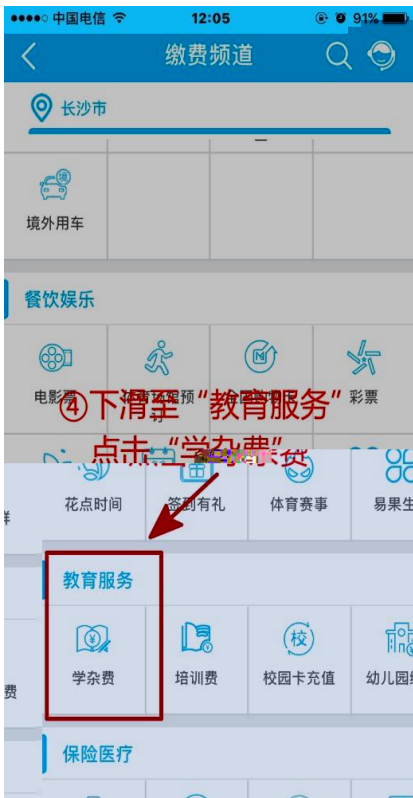 中国电信 12:05 91%
缴费频道
长沙市
境外用车
餐饮娱乐
电影票 彩票
④下滑至“教育服务”
点击“学杂费”
花点时间 签到有礼 体育赛事 易果生
教育服务
学杂费 培训费 校园卡充值 幼儿园
费
保险医疗